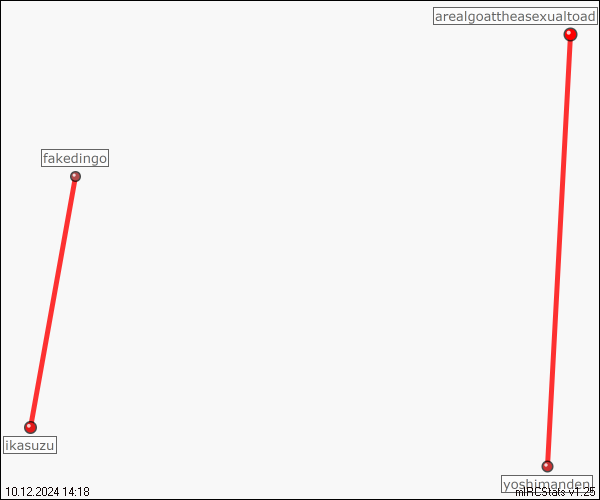 arealgoattheasexualtoad
fakedingo
ikasuzu
yoshimanden
10.12.2024 14:18
mIRCStats v1.25